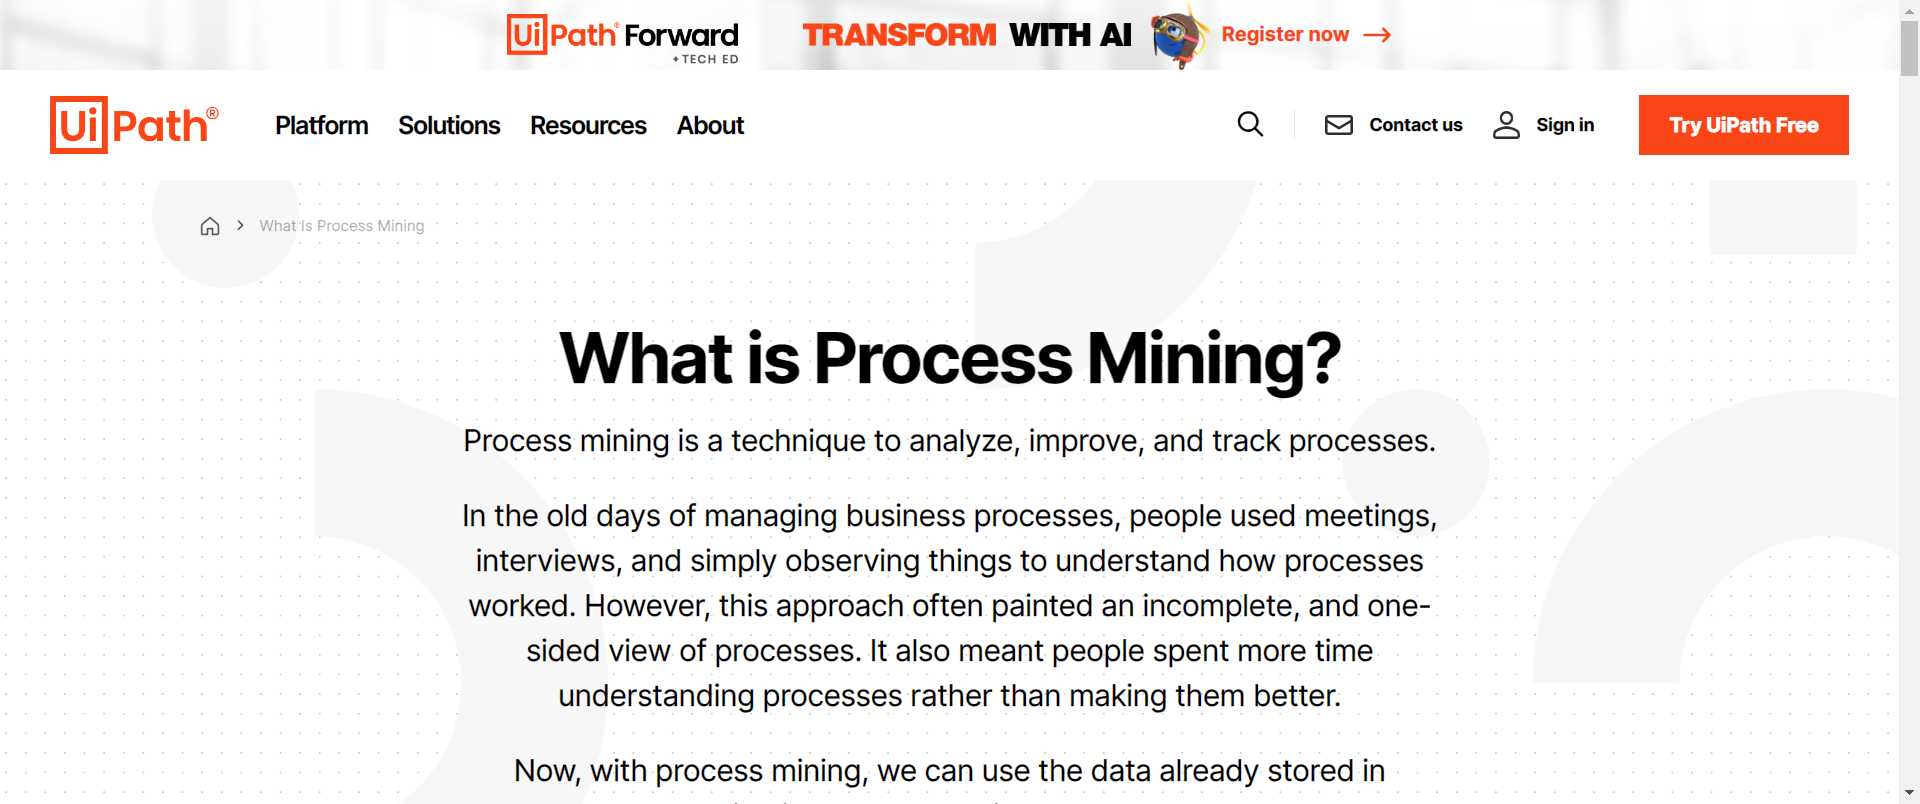 UiPath® Forward
+ TECH ED
TRANSFORM WITH AI
Register now
UiPath®
Platform
Solutions
Resources
About
Contact us
Sign in
Try UiPath Free
What Is Process Mining
What is Process Mining?
Process mining is a technique to analyze, improve, and track processes.
In the old days of managing business processes, people used meetings,
interviews, and simply observing things to understand how processes
worked. However, this approach often painted an incomplete, and one-
sided view of processes. It also meant people spent more time
understanding processes rather than making them better.
Now, with process mining, we can use the data already stored in